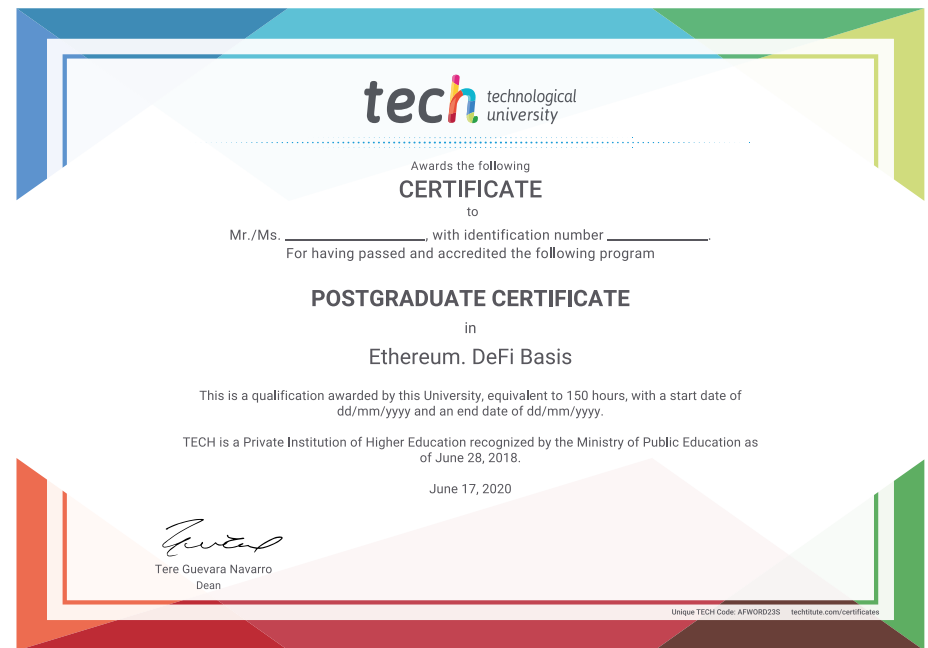 tech technological
university
Awards the following
CERTIFICATE
to
Mr./Ms. ____________________, with identification number ______________.
For having passed and accredited the following program
POSTGRADUATE CERTIFICATE
in
Ethereum. DeFi Basis
This is a qualification awarded by this University, equivalent to 150 hours, with a start date of
dd/mm/yyyy and an end date of dd/mm/yyyy.
TECH is a Private Institution of Higher Education recognized by the Ministry of Public Education as
of June 28, 2018.
June 17, 2020
Tere Guevara Navarro
Dean
Unique TECH Code: AFWORD23S techtitute.com/certificates